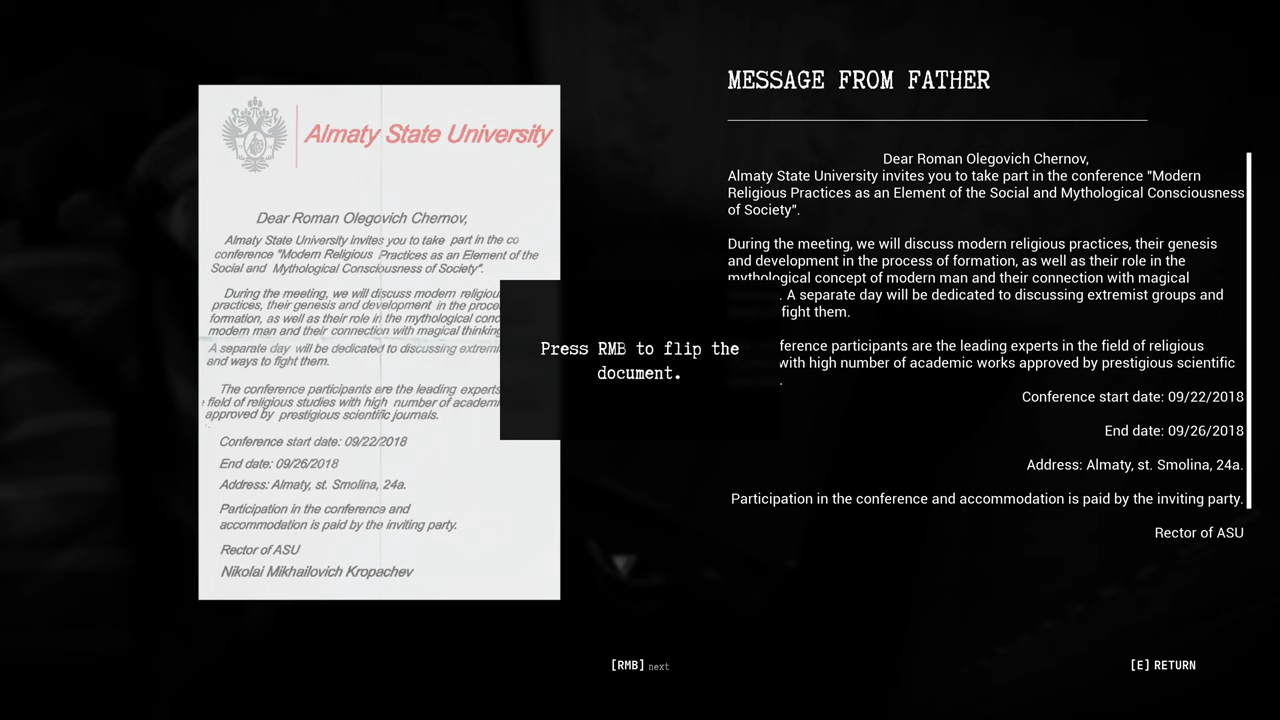 Almaty State University
Dear Roman Olegovich Chernov,
Almaty State University invites you to take part in the co
conference "Modern Religious Practices as an Element of the
Social and Mythological Consciousness of Society".
During the meeting, we will discuss modern religiou
practices, their genesis and development in the proce
formation, as well as their role in the mythological conc
modern man and their connection with magical thinking
A separate day will be dedicated to discussing extremi
and ways to fight them.
The conference participants are the leading experts
field of religious studies with high number of academi
approved by prestigious scientific journals.
Conference start date: 09/22/2018
End date: 09/26/2018
Address: Almaty, st. Smolina, 24a.
Participation in the conference and
accommodation is paid by the inviting party.
Rector of ASU
Nikolai Mikhailovich Kropachev
Press RMB to flip the
document.
MESSAGE FROM FATHER
Dear Roman Olegovich Chernov,
Almaty State University invites you to take part in the conference "Modern
Religious Practices as an Element of the Social and Mythological Consciousness
of Society".
During the meeting, we will discuss modern religious practices, their genesis
and development in the process of formation, as well as their role in the
mythological concept of modern man and their connection with magical
. A separate day will be dedicated to discussing extremist groups and
fight them.
ference participants are the leading experts in the field of religious
with high number of academic works approved by prestigious scientific
.
Conference start date: 09/22/2018
End date: 09/26/2018
Address: Almaty, st. Smolina, 24a.
Participation in the conference and accommodation is paid by the inviting party.
Rector of ASU
[RMB] next
[E] RETURN